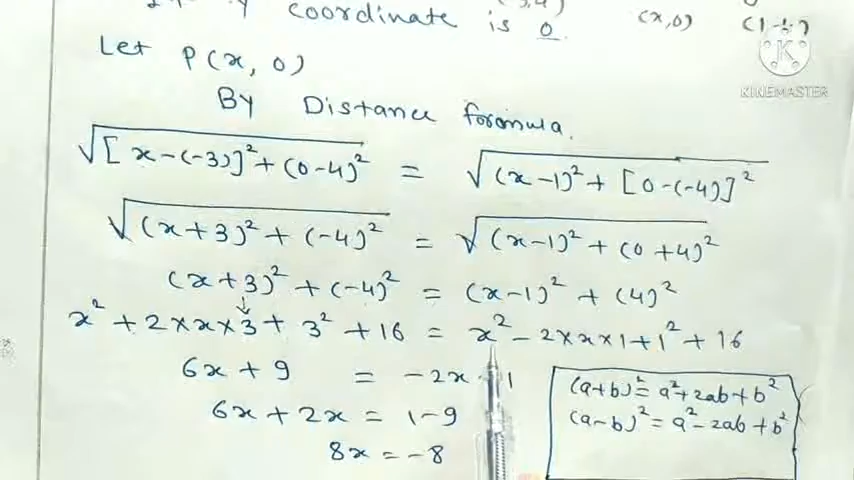 y coordinate is 0 (x,0)
KINEMASTER
Let P(x, 0)
By Distance formula.
√[x-(-3)]²+(0-4)² = √(x-1)²+[0-(-4)]²
√(x+3)²+(-4)² = √(x-1)²+(0+4)²
(x+3)²+(-4)² = (x-1)²+(4)²
x²+2×x×3+3²+16 = x²-2×x×1+1²+16
6x+9 = -2x+1
6x+2x = 1-9
8x = -8
(a+b)²=a²+2ab+b²
(a-b)²=a²-2ab+b²